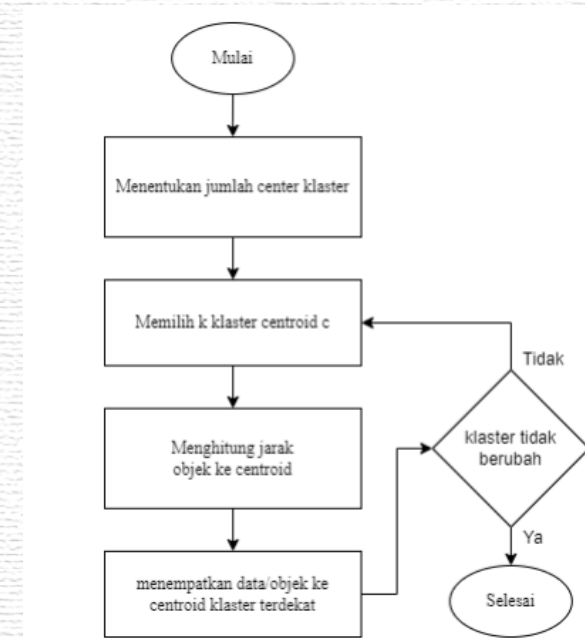 Mulai
Menentukan jumlah center klaster
Memilih k klaster centroid c
Menghitung jarak
objek ke centroid
menempatkan data/objek ke
centroid klaster terdekat
Tidak
klaster tidak
berubah
Ya
Selesai